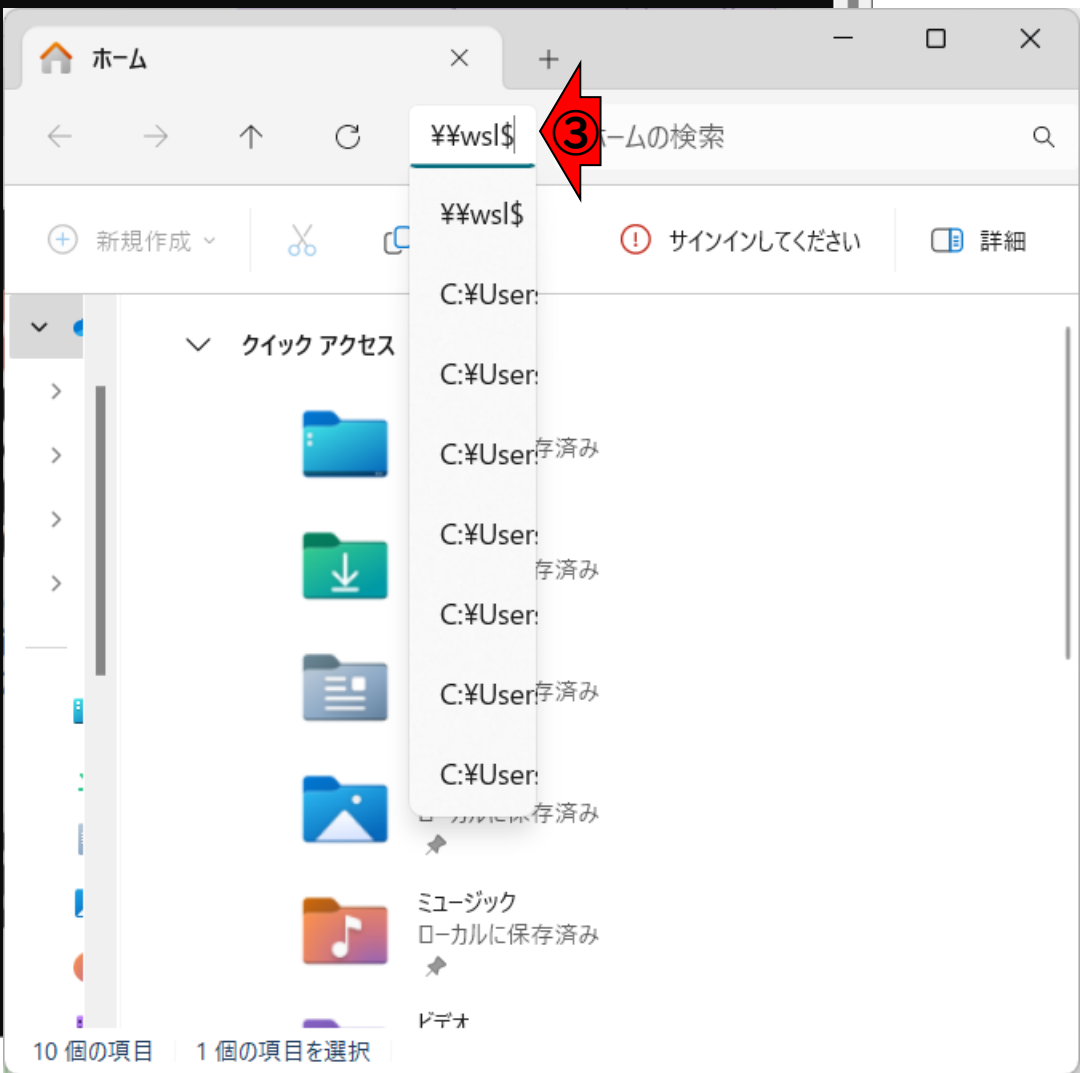 ホーム
¥¥wsl$
③
ホームの検索
新規作成
サインインしてください
詳細
¥¥wsl$
C:¥Users
C:¥Users
C:¥Users
C:¥Users
C:¥Users
C:¥Users
C:¥Users
クイック アクセス
存済み
存済み
存済み
ローカルに保存済み
ミュージック
ローカルに保存済み
ビデオ
10 個の項目
1 個の項目を選択